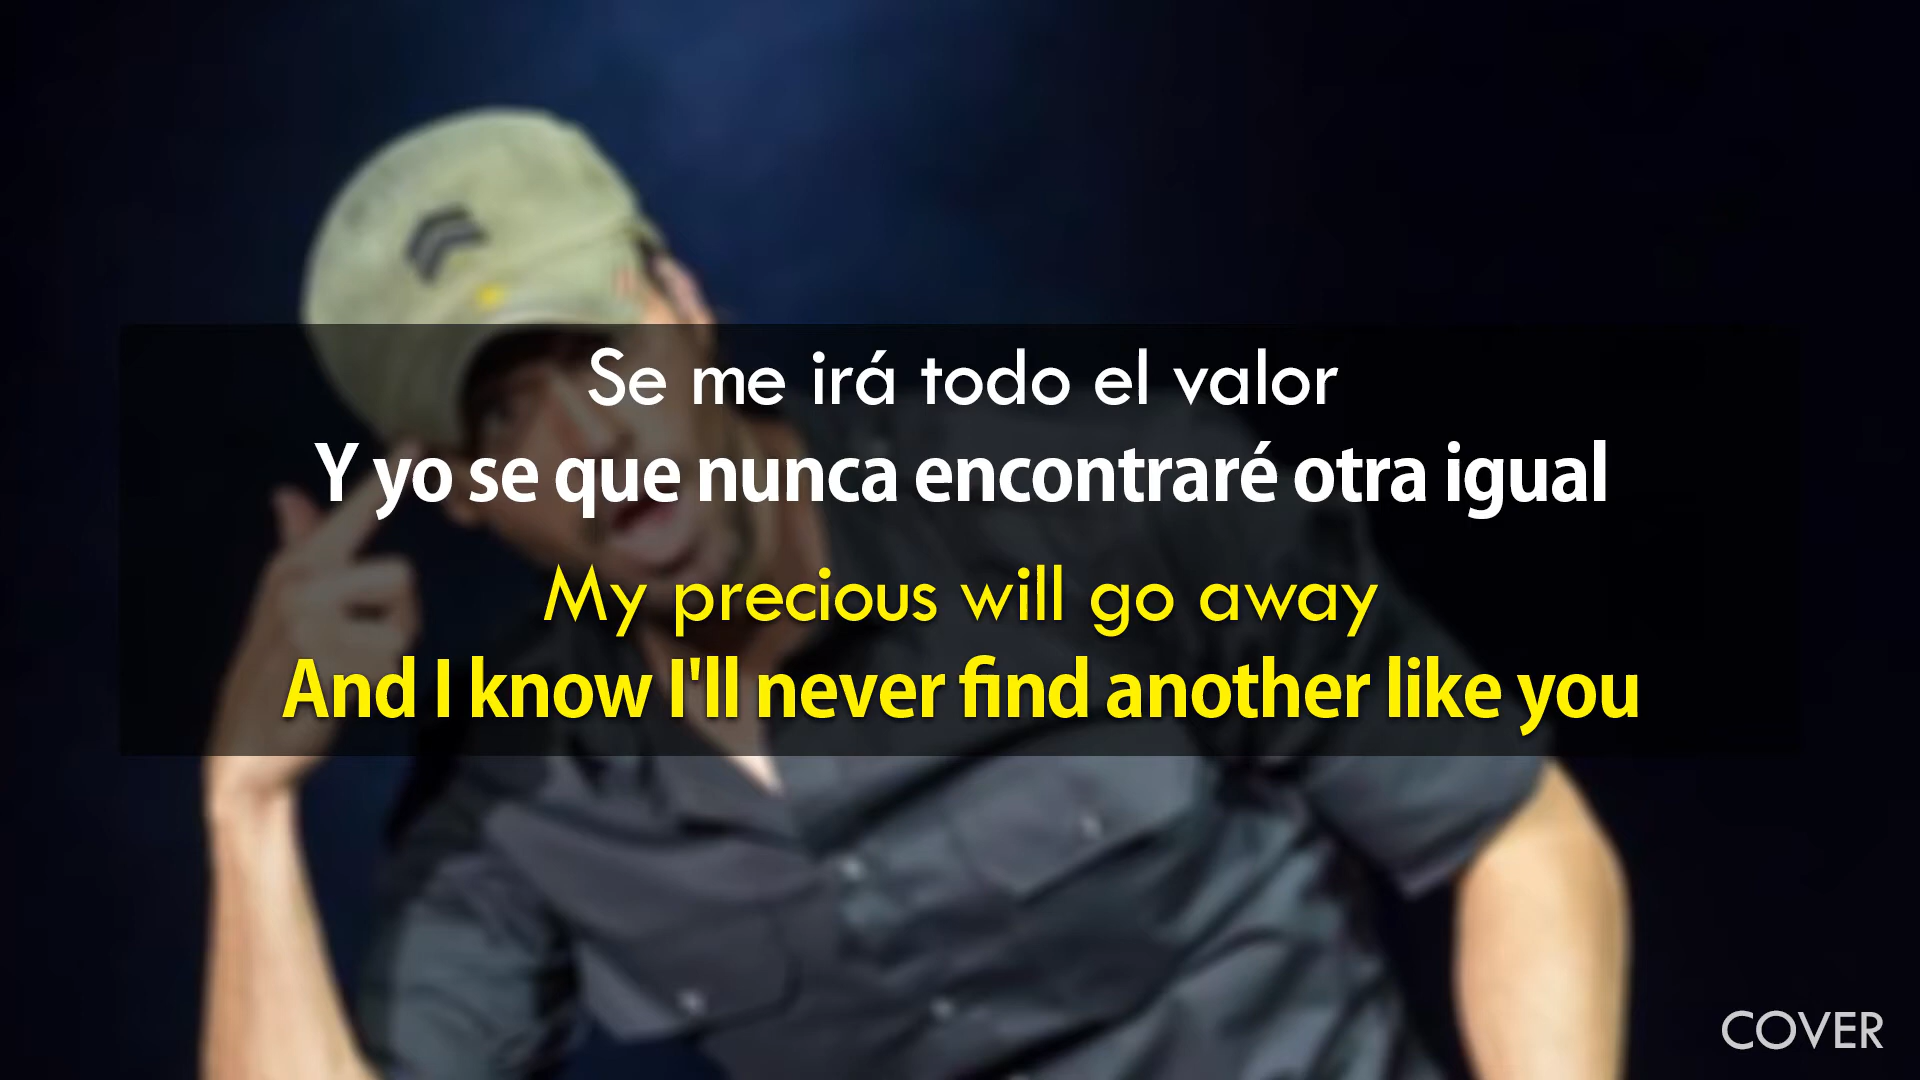 Se me irá todo el valor
Y yo se que nunca encontraré otra igual
My precious will go away
And I know I'll never find another like you
COVER